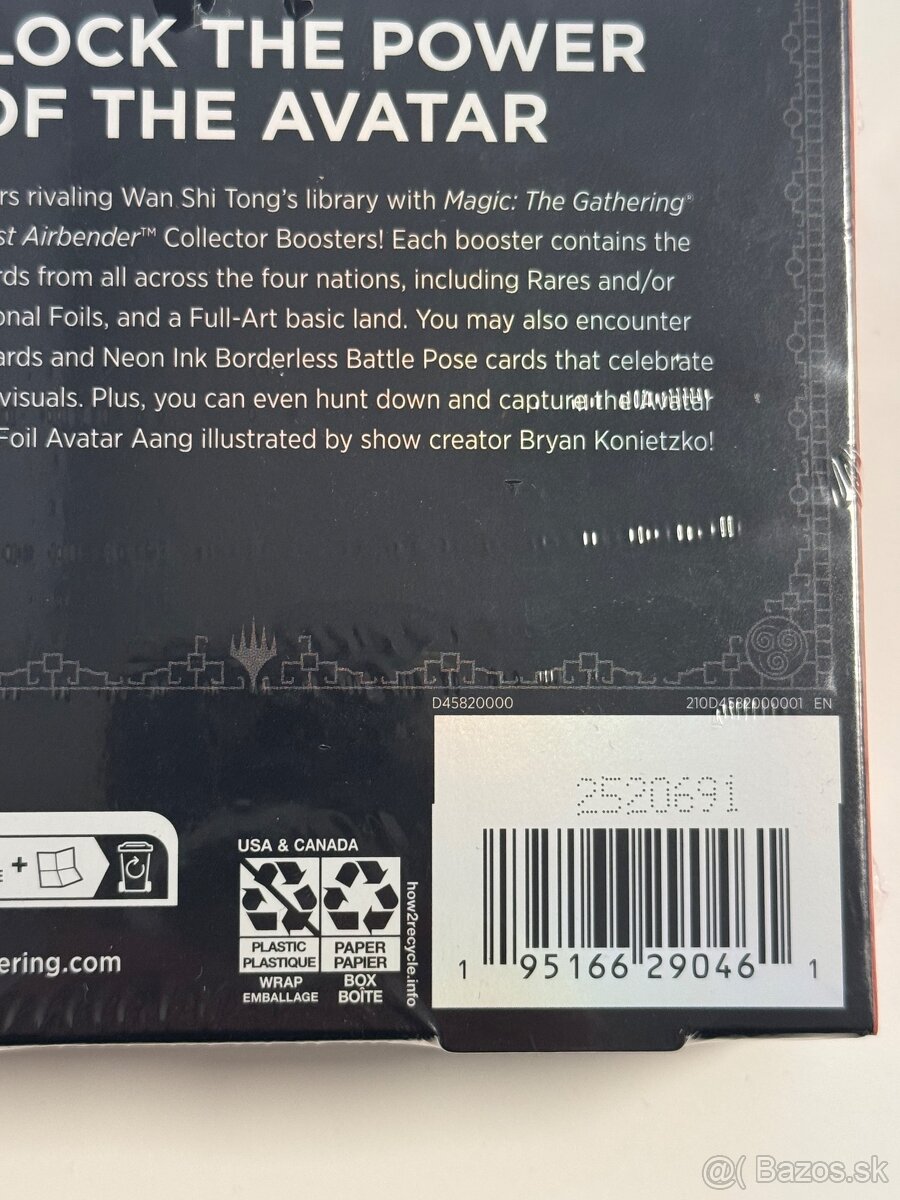 LOCK THE POWER
OF THE AVATAR
rs rivaling Wan Shi Tong's library with Magic: The Gathering®
st Airbender™ Collector Boosters! Each booster contains the
rds from all across the four nations, including Rares and/or
onal Foils, and a Full-Art basic land. You may also encounter
ards and Neon Ink Borderless Battle Pose cards that celebrate
visuals. Plus, you can even hunt down and capture the Avatar
Foil Avatar Aang illustrated by show creator Bryan Konietzko!
D45820000 210D4582000001 EN
2520691
USA & CANADA
PLASTIC
PLASTIQUE
WRAP
EMBALLAGE
PAPER
PAPIER
BOX
BOÎTE
how2recycle.info
ering.com
1 95166 29046 1
@( Bazos.sk